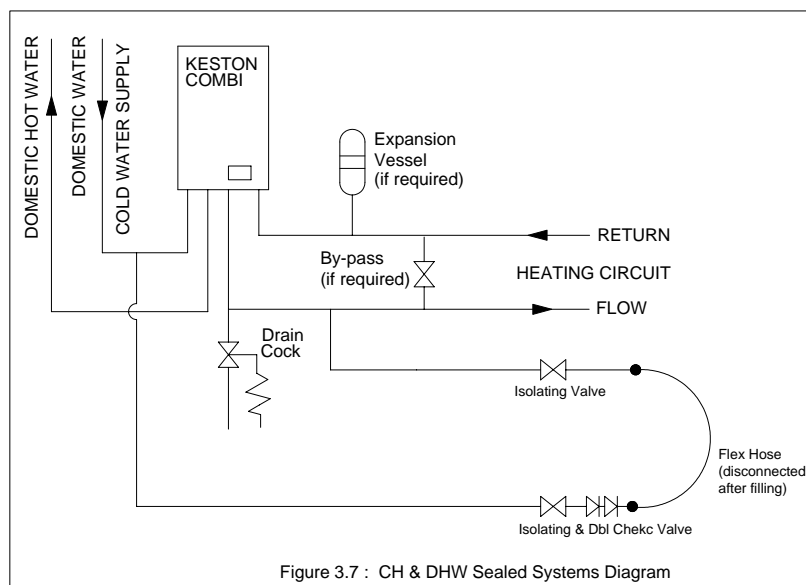 DOMESTIC HOT WATER
DOMESTIC WATER
COLD WATER SUPPLY
KESTON
COMBI
Expansion
Vessel
(if required)
RETURN
By-pass
(if required)
HEATING CIRCUIT
FLOW
Drain
Cock
Isolating Valve
Flex Hose
(disconnected
after filling)
Isolating & Dbl Chekc Valve
Figure 3.7 : CH & DHW Sealed Systems Diagram